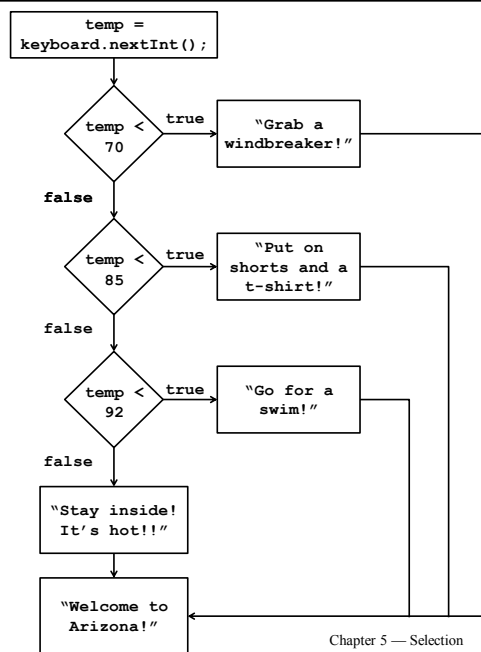 temp =
keyboard.nextInt();
temp <
70
true
“Grab a
windbreaker!”
false
temp <
85
true
“Put on
shorts and a
t-shirt!”
false
temp <
92
true
“Go for a
swim!”
false
“Stay inside!
It’s hot!!”
“Welcome to
Arizona!”
Chapter 5 — Selection